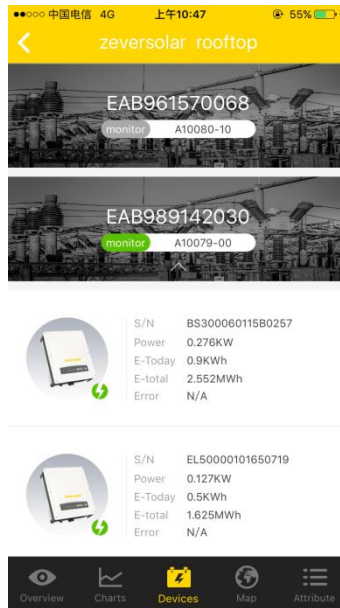 中国电信 4G 上午10:47 55%
zeversolar rooftop
EAB961570068
monitor A10080-10
EAB989142030
monitor A10079-00
S/N BS300060115B0257
Power 0.276KW
E-Today 0.9KWh
E-total 2.552MWh
Error N/A
S/N EL50000101650719
Power 0.127KW
E-Today 0.5KWh
E-total 1.625MWh
Error N/A
Overview Charts Devices Map Attribute